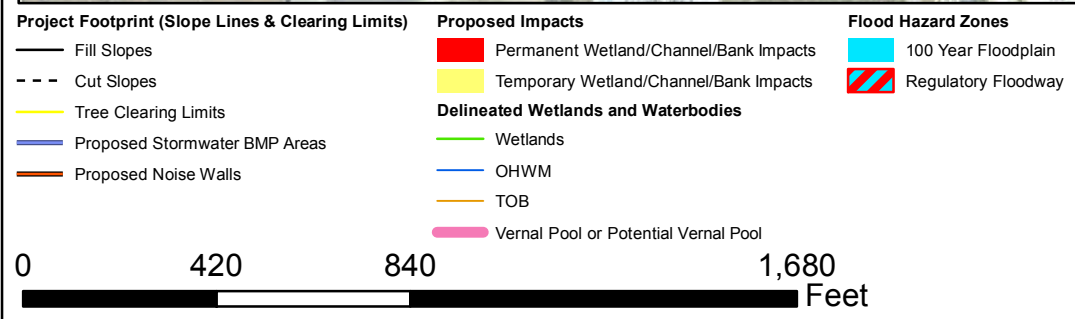 Project Footprint (Slope Lines & Clearing Limits)
Fill Slopes
Cut Slopes
Tree Clearing Limits
Proposed Stormwater BMP Areas
Proposed Noise Walls
Proposed Impacts
Permanent Wetland/Channel/Bank Impacts
Temporary Wetland/Channel/Bank Impacts
Delineated Wetlands and Waterbodies
Wetlands
OHWM
TOB
Vernal Pool or Potential Vernal Pool
Flood Hazard Zones
100 Year Floodplain
Regulatory Floodway
0 420 840 1,680
Feet